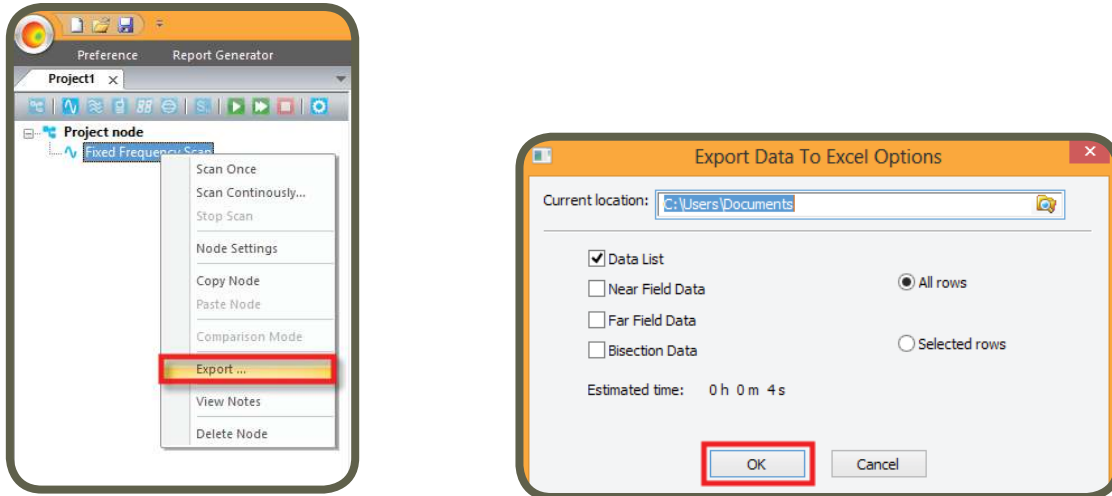 Preference Report Generator
Project1 x
Project node
Fixed Frequency Scan
Scan Once
Scan Continously...
Stop Scan
Node Settings
Copy Node
Paste Node
Comparison Mode
Export ...
View Notes
Delete Node
Export Data To Excel Options
Current location: C:\Users\Documents
Data List
Near Field Data
All rows
Far Field Data
Bisection Data
Selected rows
Estimated time: 0 h 0 m 4 s
OK Cancel